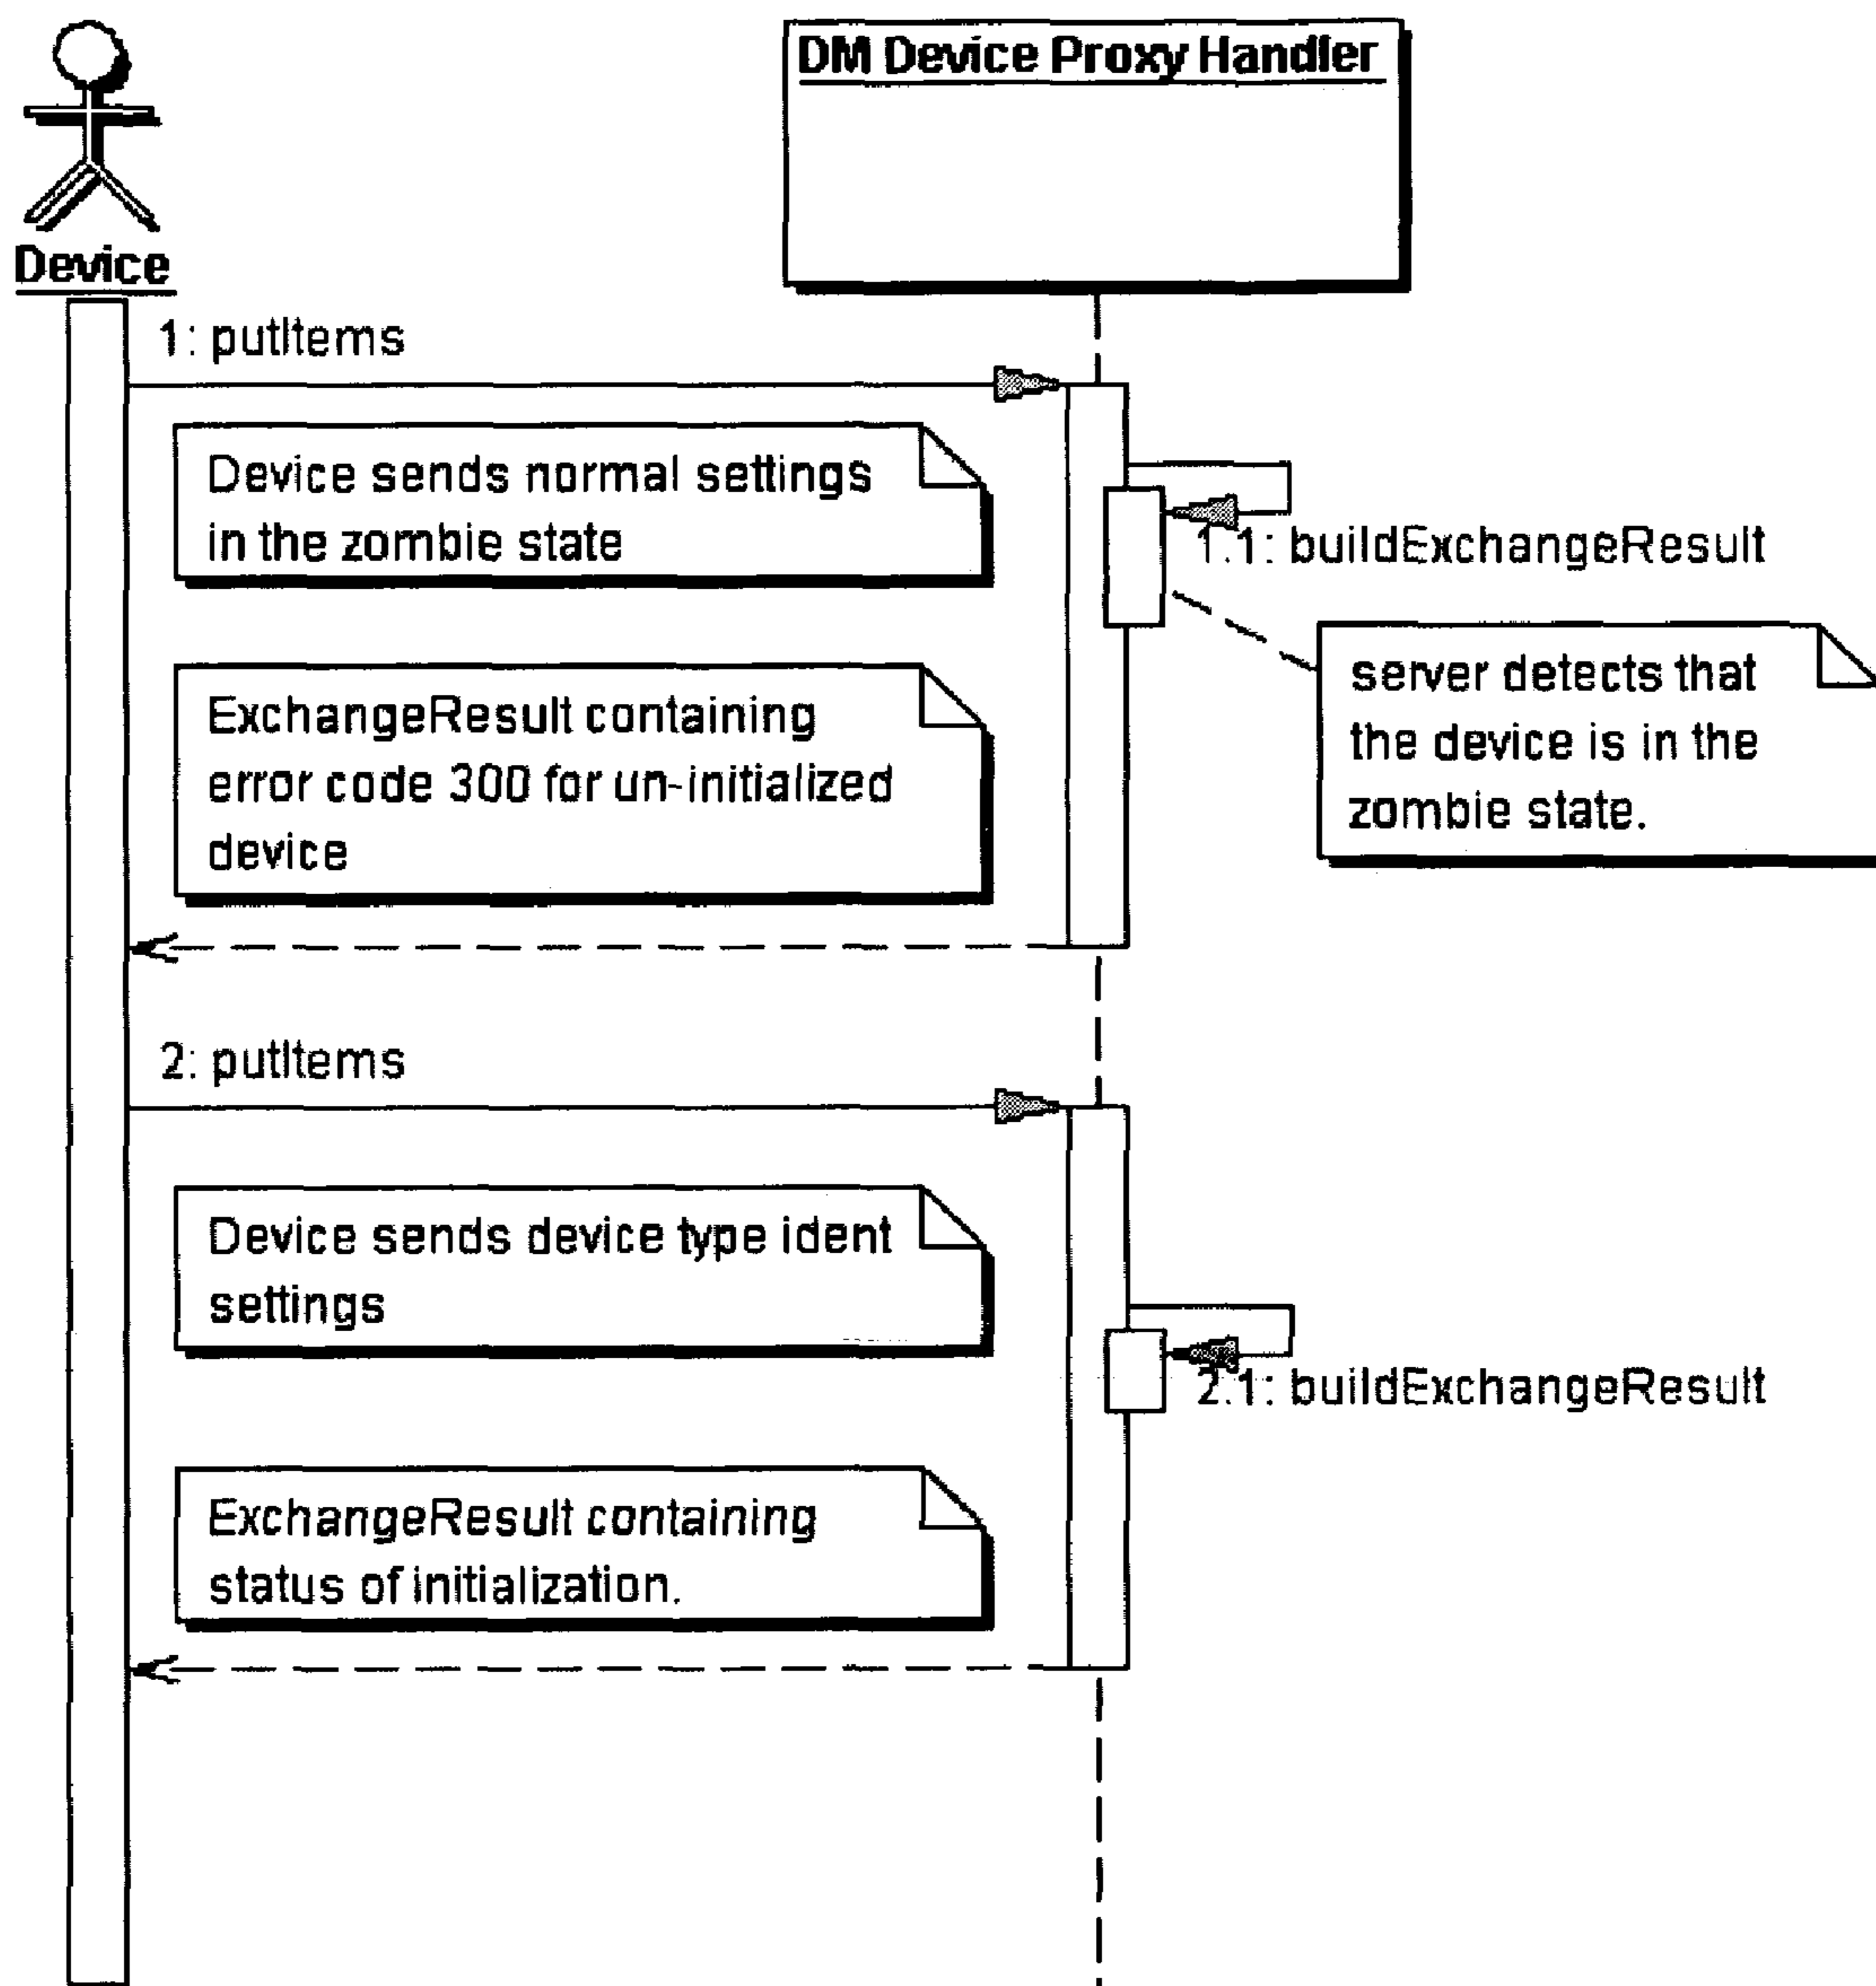 DM Device Proxy Handler
Device
1: putItems
Device sends normal settings
in the zombie state
1.1: buildExchangeResult
server detects that
the device is in the
zombie state.
ExchangeResult containing
error code 300 for un-initialized
device
2: putItems
Device sends device type ident
settings
2.1: buildExchangeResult
ExchangeResult containing
status of initialization.